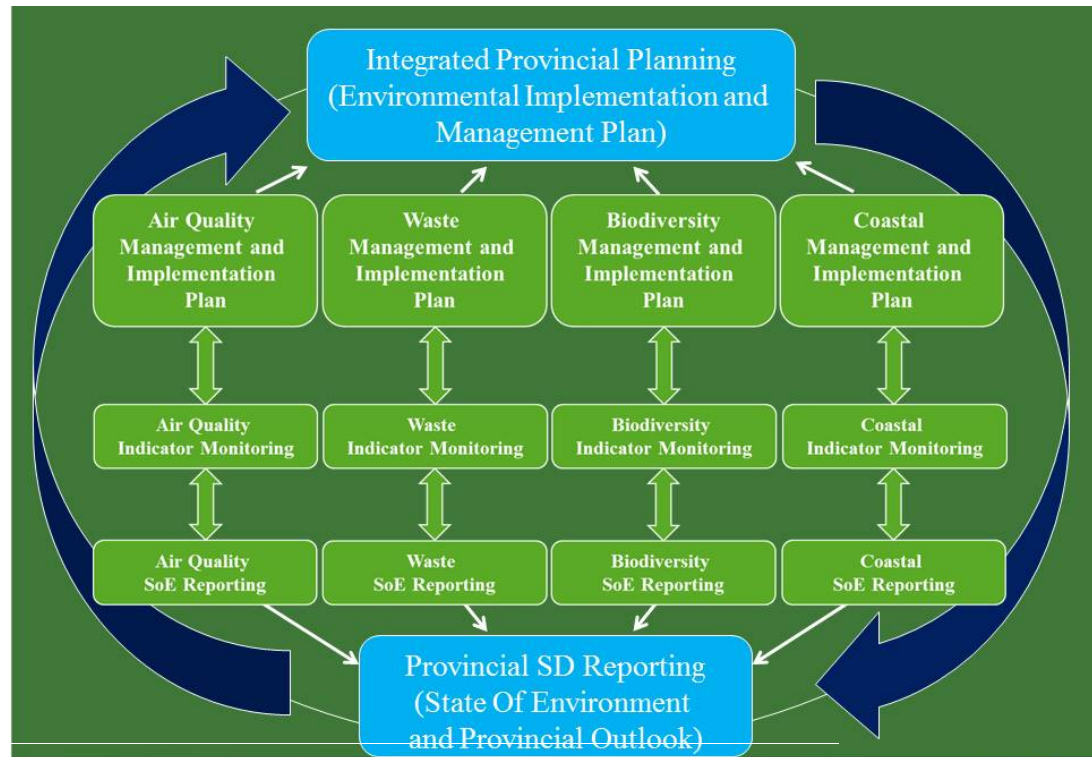 Integrated Provincial Planning
(Environmental Implementation and
Management Plan)
Air Quality
Management and
Implementation
Plan
Waste
Management and
Implementation
Plan
Biodiversity
Management and
Implementation
Plan
Coastal
Management and
Implementation
Plan
Air Quality
Indicator Monitoring
Waste
Indicator Monitoring
Biodiversity
Indicator Monitoring
Coastal
Indicator Monitoring
Air Quality
SoE Reporting
Waste
SoE Reporting
Biodiversity
SoE Reporting
Coastal
SoE Reporting
Provincial SD Reporting
(State Of Environment
and Provincial Outlook)